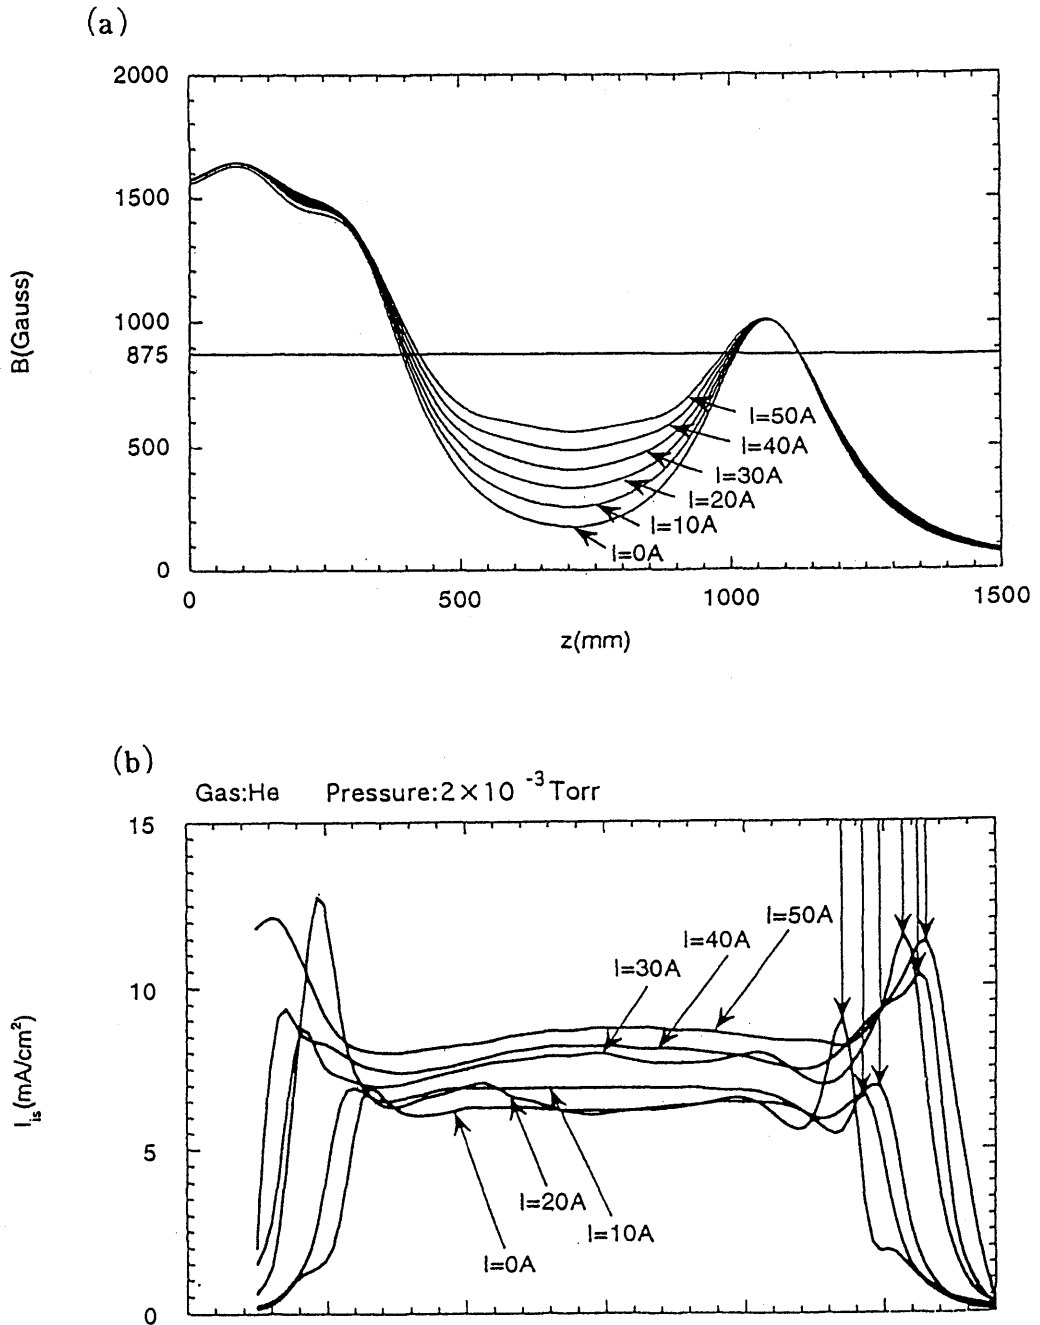 (a)
2000
1500
1000
875
500
0
B(Gauss)
I=50A
I=40A
I=30A
I=20A
I=10A
I=0A
0 500 1000 1500
z(mm)
(b)
Gas:He Pressure:2×10 -3 Torr
15
10
5
0
Iis(mA/cm²)
I=50A
I=40A
I=30A
I=20A
I=10A
I=0A